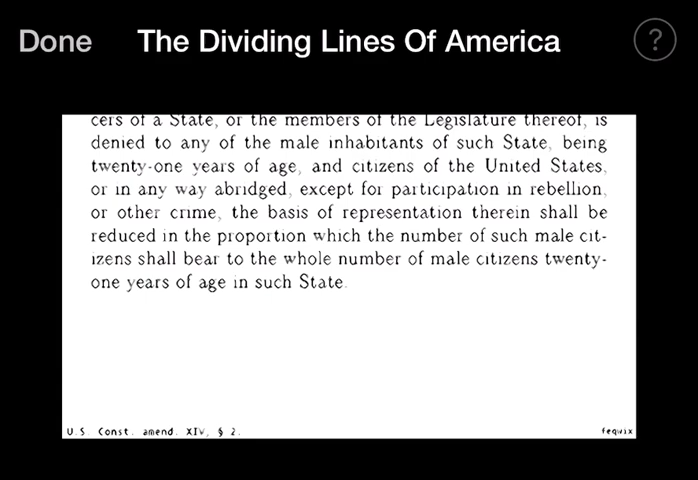 Done The Dividing Lines Of America ?
cers of a State, or the members of the Legislature thereof, is
denied to any of the male inhabitants of such State, being
twenty-one years of age, and citizens of the United States,
or in any way abridged, except for participation in rebellion,
or other crime, the basis of representation therein shall be
reduced in the proportion which the number of such male cit-
izens shall bear to the whole number of male citizens twenty-
one years of age in such State.
U.S. Const. amend. XIV, § 2. feqwix